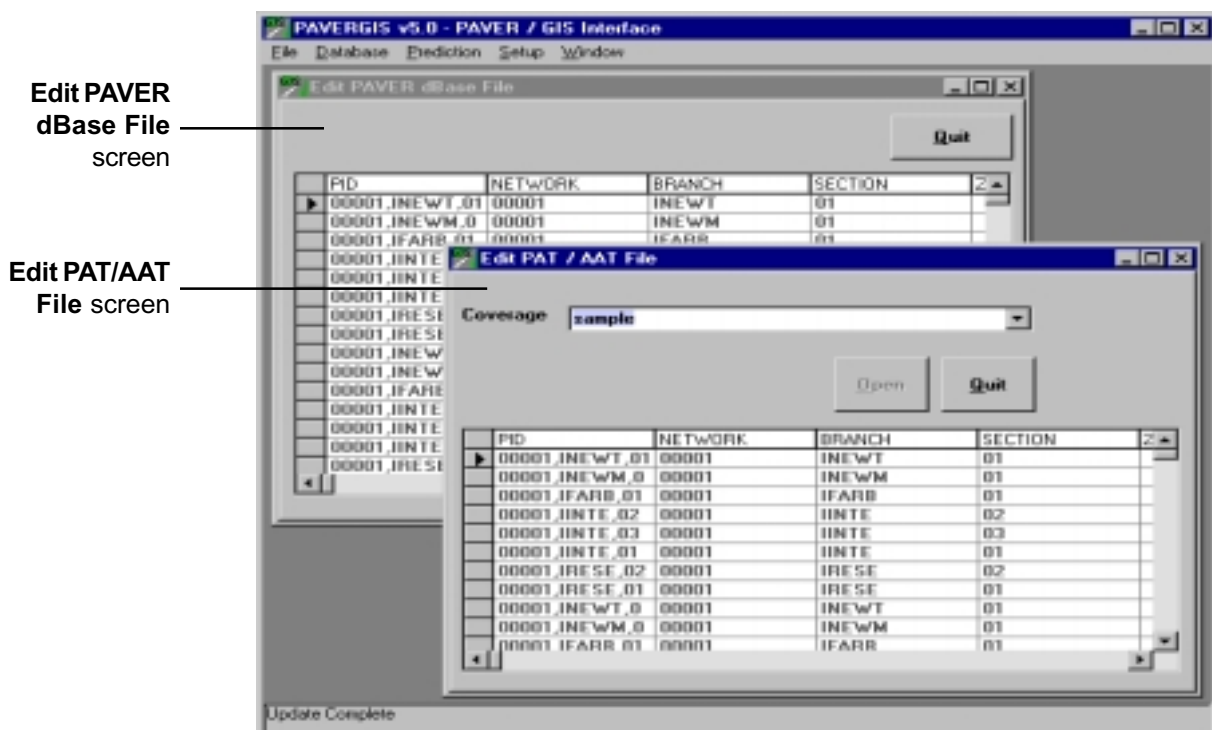 PAVERGIS v5.0 - PAVER / GIS Interface
File Database Prediction Setup Window
Edit PAVER
dBase File
screen
Edit PAVER dBase File
Quit
PID NETWORK BRANCH SECTION Z
00001,INEWT,01 00001 INEWT 01
00001,INEWM,0 00001 INEWM 01
00001,IFARB,01 00001 IFARB 01
00001,IINTE
00001,IINTE
00001,IINTE
00001,IRESE
00001,IRESE
00001,INEW
00001,INEW
00001,IFARB
00001,IINTE
00001,IINTE
00001,IINTE
00001,IRESE
Edit PAT/AAT
File screen
Edit PAT / AAT File
Coverage sample
Open Quit
PID NETWORK BRANCH SECTION Z
00001,INEWT,01 00001 INEWT 01
00001,INEWM,0 00001 INEWM 01
00001,IFARB,01 00001 IFARB 01
00001,IINTE,02 00001 IINTE 02
00001,IINTE,03 00001 IINTE 03
00001,IINTE,01 00001 IINTE 01
00001,IRESE,02 00001 IRESE 02
00001,IRESE,01 00001 IRESE 01
00001,INEWT,0 00001 INEWT 01
00001,INEWM,0 00001 INEWM 01
00001,IFARB,01 00001 IFARB 01
Update Complete